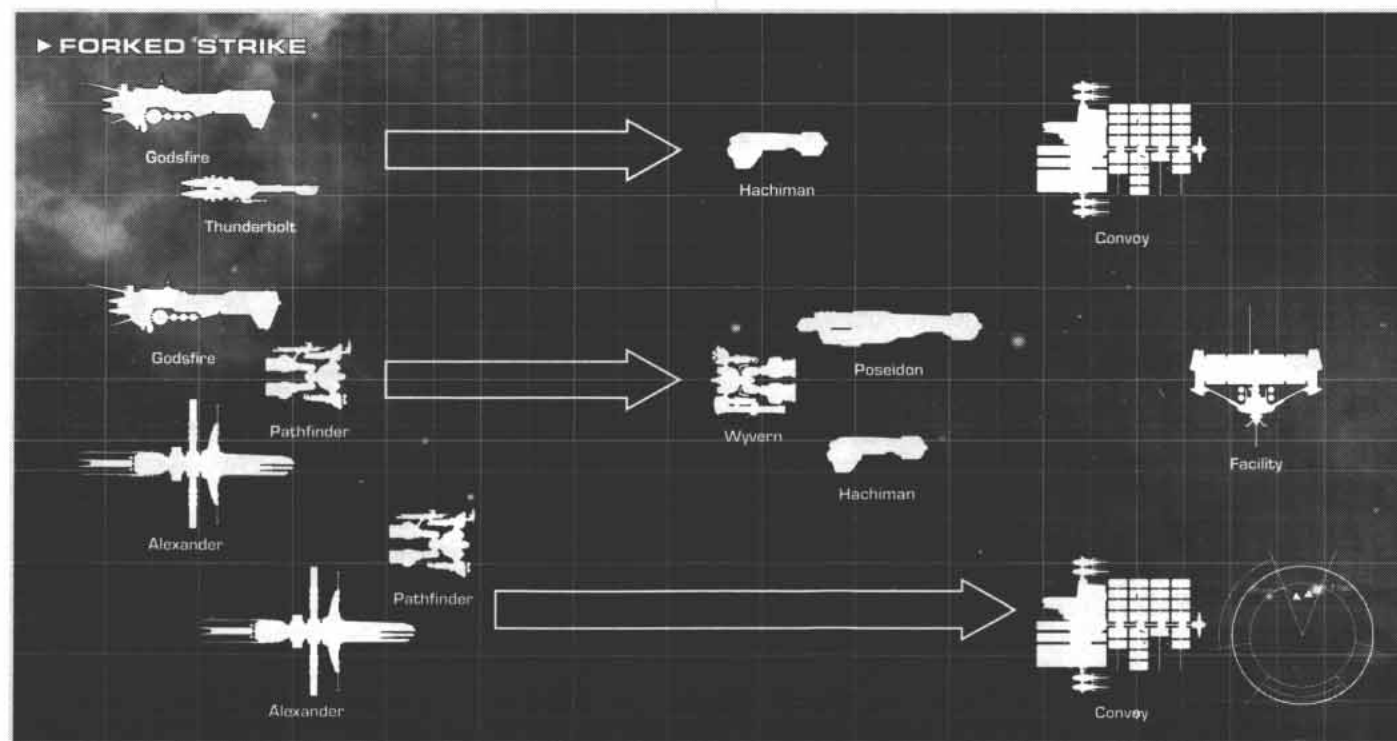 FORKED STRIKE
Godsfire
Thunderbolt
Hachiman
Convoy
Godsfire
Pathfinder
Alexander
Wyvern
Poseidon
Hachiman
Facility
Pathfinder
Alexander
Convoy